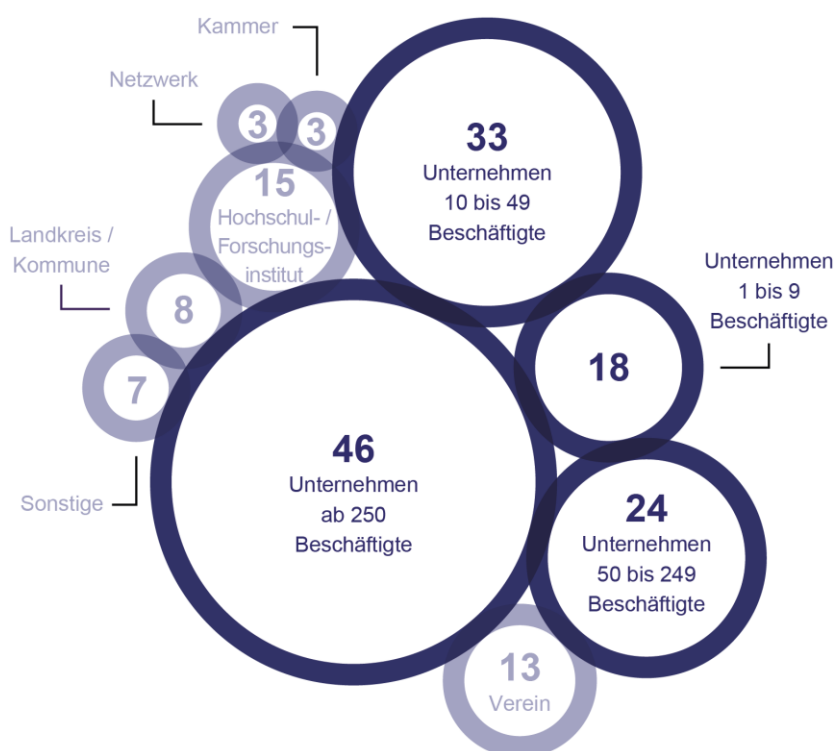 Kammer
Netzwerk
3
3
33
Unternehmen
10 bis 49
Beschäftigte
15
Hochschul- /
Forschungs-
institut
Landkreis /
Kommune
8
Unternehmen
1 bis 9
Beschäftigte
18
7
Sonstige
46
Unternehmen
ab 250
Beschäftigte
24
Unternehmen
50 bis 249
Beschäftigte
13
Verein